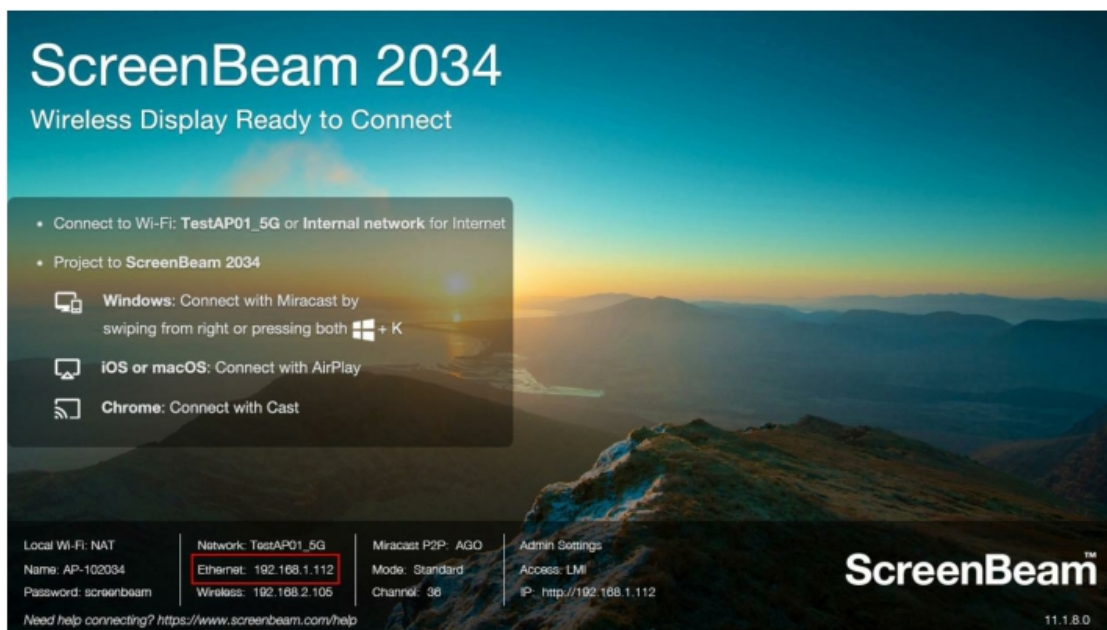 ScreenBeam 2034
Wireless Display Ready to Connect
• Connect to Wi-Fi: TestAP01_5G or Internal network for Internet
• Project to ScreenBeam 2034
Windows: Connect with Miracast by
swiping from right or pressing both + K
iOS or macOS: Connect with AirPlay
Chrome: Connect with Cast
Local Wi-Fi: NAT
Name: AP-102034
Password: screenbeam
Network: TestAP01_5G
Ethernet: 192.168.1.112
Wireless: 192.168.2.105
Miracast P2P: AGO
Mode: Standard
Channel: 36
Admin Settings
Access: LMI
IP: http://192.168.1.112
Need help connecting? https://www.screenbeam.com/help
ScreenBeam™
11.1.8.0